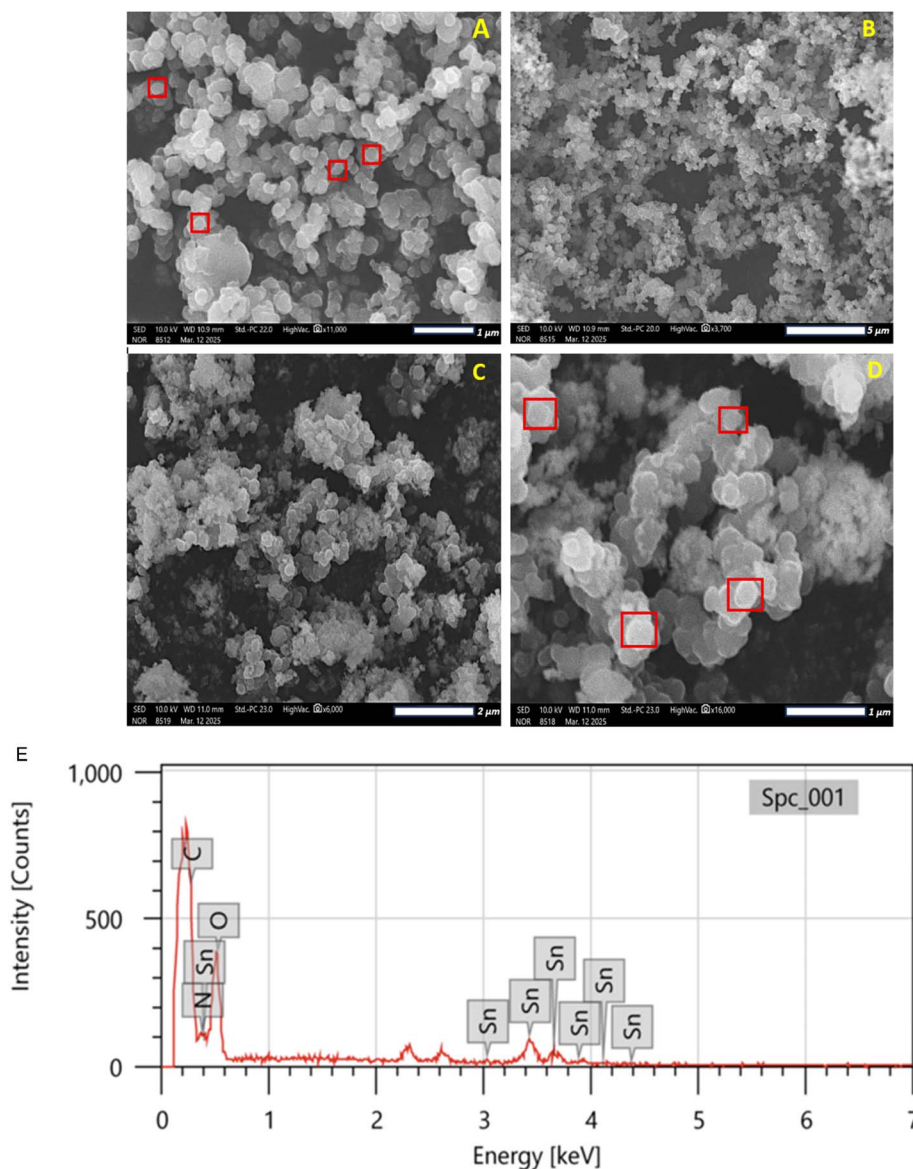 A
SED 10.0 kV WD 10.9 mm Std.-PC 22.0 HighVac. x11,000 1 µm
NOR 8512 Mar. 12 2025
B
SED 10.0 kV WD 10.9 mm Std.-PC 20.0 HighVac. x3,700 5 µm
NOR 8515 Mar. 12 2025
C
SED 10.0 kV WD 11.0 mm Std.-PC 23.0 HighVac. x6,000 2 µm
NOR 8519 Mar. 12 2025
D
SED 10.0 kV WD 11.0 mm Std.-PC 23.0 HighVac. x16,000 1 µm
NOR 8518 Mar. 12 2025
E
Intensity [Counts]
1,000
500
0
Spc_001
C
N
Sn
O
Sn
Sn
Sn
Sn
Sn
Sn
0 1 2 3 4 5 6 7
Energy [keV]